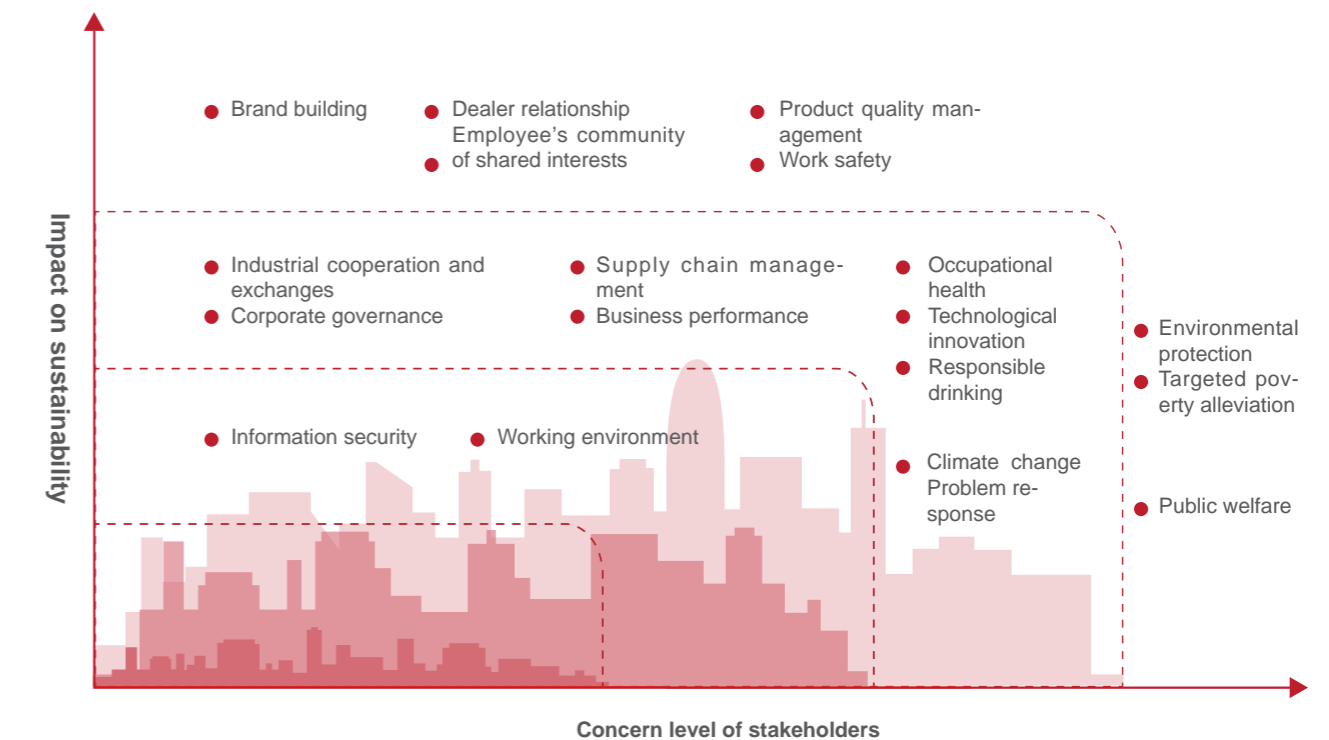 Brand building
Dealer relationship
Employee's community
of shared interests
Product quality man-
agement
Work safety
Impact on sustainability
Industrial cooperation and
exchanges
Corporate governance
Supply chain manage-
ment
Business performance
Occupational
health
Technological
innovation
Responsible
drinking
Environmental
protection
Targeted pov-
erty alleviation
Information security
Working environment
Climate change
Problem re-
sponse
Public welfare
Concern level of stakeholders